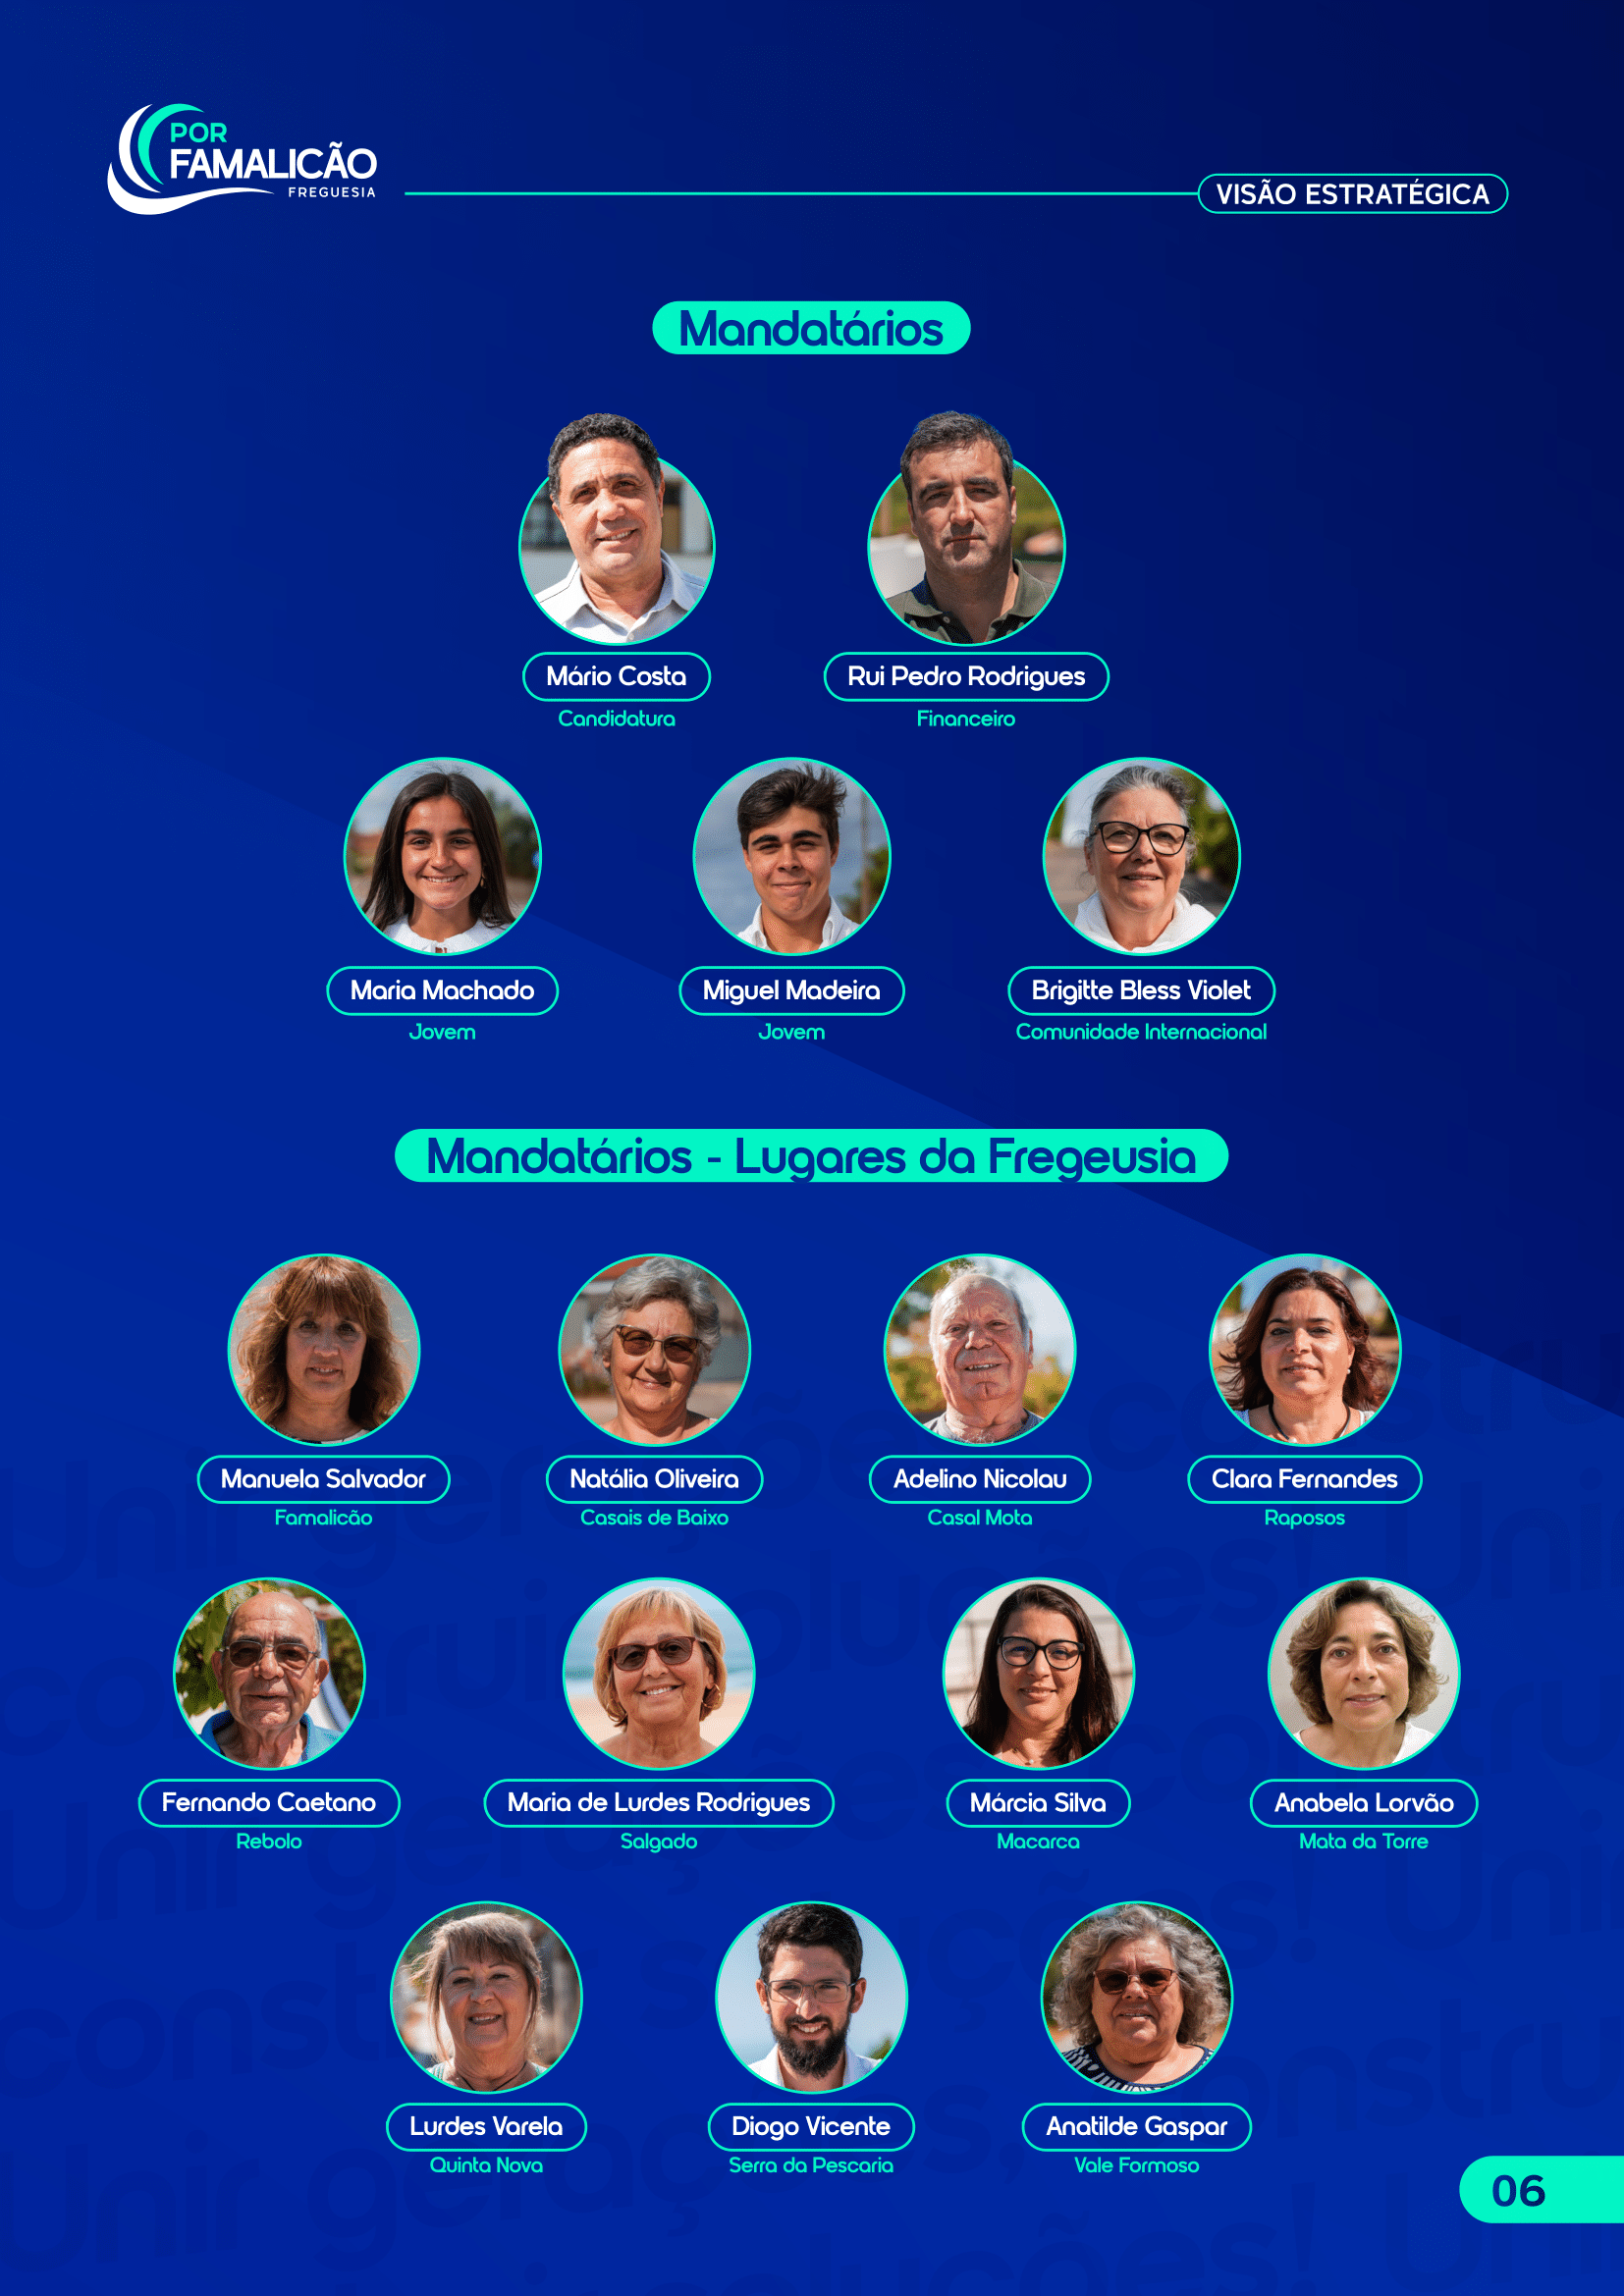 POR
FAMALICÃO
FREGUESIA
VISÃO ESTRATÉGICA
Mandatários
Mário Costa
Candidatura
Rui Pedro Rodrigues
Financeiro
Maria Machado
Jovem
Miguel Madeira
Jovem
Brigitte Bless Violet
Comunidade Internacional
Mandatários - Lugares da Fregeusia
Manuela Salvador
Famalicão
Natália Oliveira
Casais de Baixo
Adelino Nicolau
Casal Mota
Clara Fernandes
Raposos
Fernando Caetano
Rebolo
Maria de Lurdes Rodrigues
Salgado
Márcia Silva
Macarca
Anabela Lorvão
Mata da Torre
Lurdes Varela
Quinta Nova
Diogo Vicente
Serra da Pescaria
Anatilde Gaspar
Vale Formoso
06